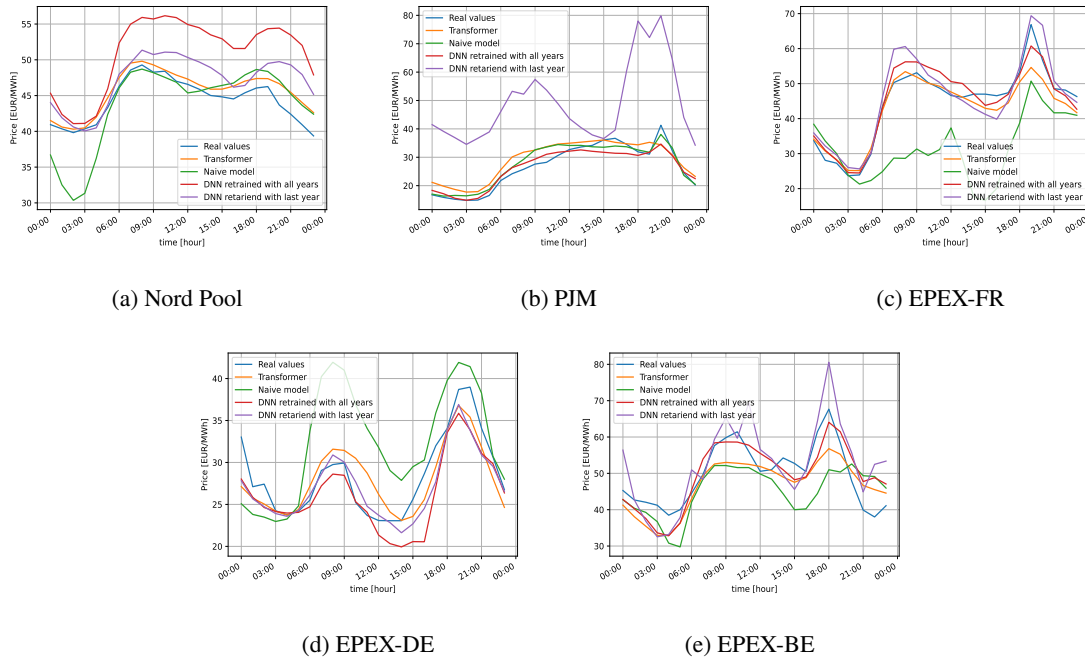 55
50
45
40
35
30
Price [EUR/MWh]
Real values
Transformer
Naive model
DNN retrained with all years
DNN retariend with last year
00:00
03:00
06:00
09:00
12:00
15:00
18:00
21:00
00:00
time [hour]
(a) Nord Pool
80
70
60
50
40
30
20
Price [EUR/MWh]
Real values
Transformer
Naive model
DNN retrained with all years
DNN retariend with last year
00:00
03:00
06:00
09:00
12:00
15:00
18:00
21:00
00:00
time [hour]
(b) PJM
70
60
50
40
30
20
Price [EUR/MWh]
Real values
Transformer
Naive model
DNN retrained with all years
DNN retariend with last year
00:00
03:00
06:00
09:00
12:00
15:00
18:00
21:00
00:00
time [hour]
(c) EPEX-FR
40
35
30
25
20
Price [EUR/MWh]
Real values
Transformer
Naive model
DNN retrained with all years
DNN retariend with last year
00:00
03:00
06:00
09:00
12:00
15:00
18:00
21:00
00:00
time [hour]
(d) EPEX-DE
80
70
60
50
40
30
Price [EUR/MWh]
Real values
Transformer
Naive model
DNN retrained with all years
DNN retariend with last year
00:00
03:00
06:00
09:00
12:00
15:00
18:00
21:00
00:00
time [hour]
(e) EPEX-BE